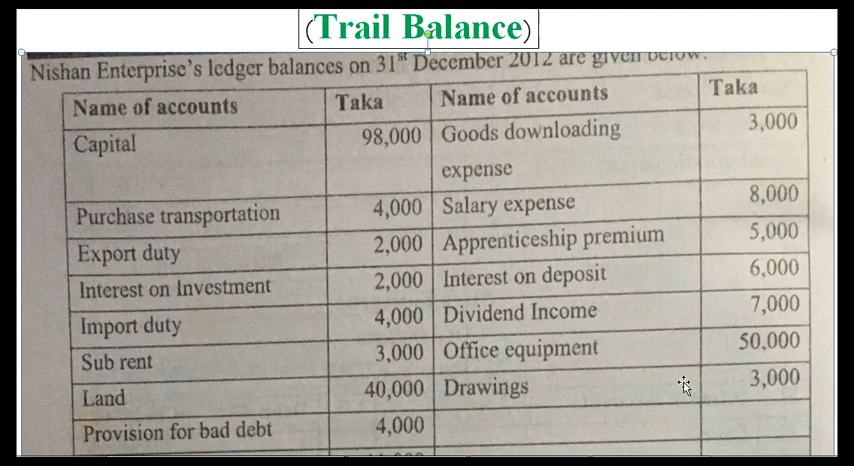 (Trail Balance)
Nishan Enterprise's ledger balances on 31st December 2012 are given below.
Name of accounts Taka Name of accounts Taka
Capital 98,000 Goods downloading expense 3,000
Purchase transportation 4,000 Salary expense 8,000
Export duty 2,000 Apprenticeship premium 5,000
Interest on Investment 2,000 Interest on deposit 6,000
Import duty 4,000 Dividend Income 7,000
Sub rent 3,000 Office equipment 50,000
Land 40,000 Drawings 3,000
Provision for bad debt 4,000